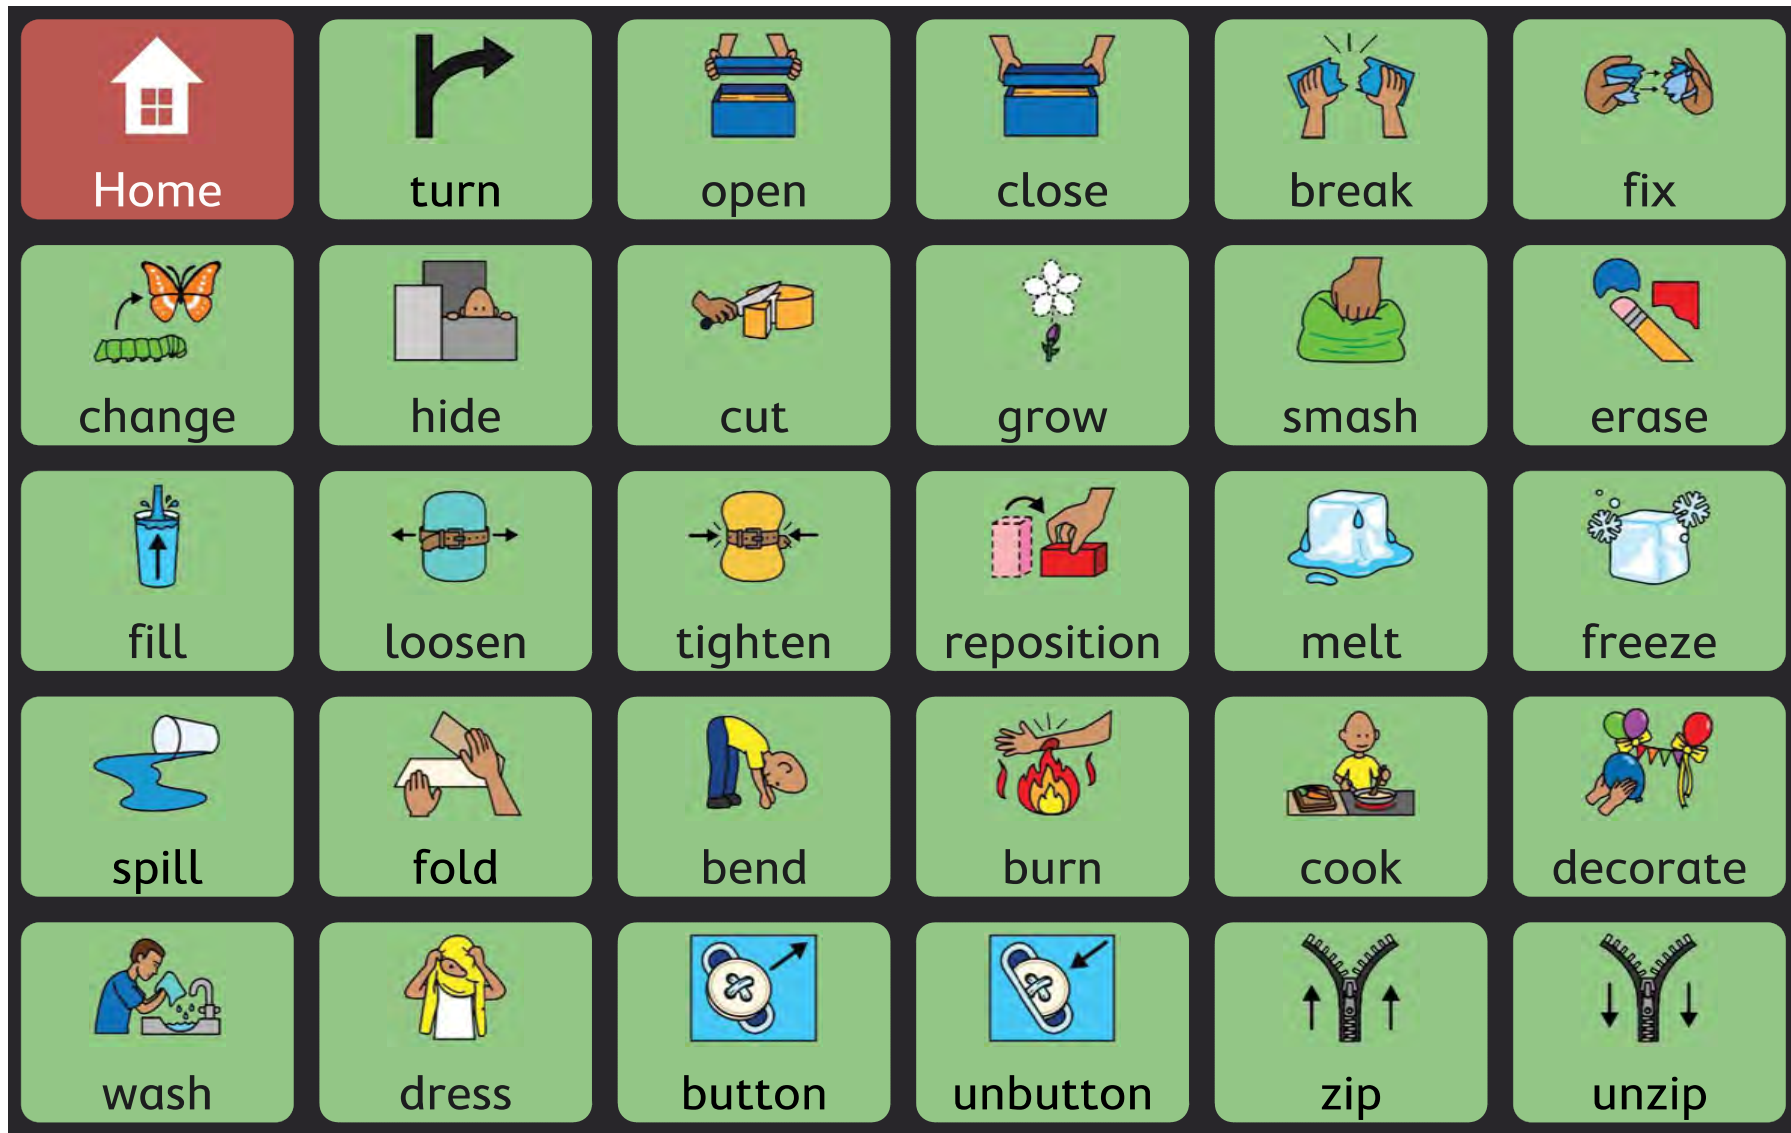 Home
turn
open
close
break
fix
change
hide
cut
grow
smash
erase
fill
loosen
tighten
reposition
melt
freeze
spill
fold
bend
burn
cook
decorate
wash
dress
button
unbutton
zip
unzip